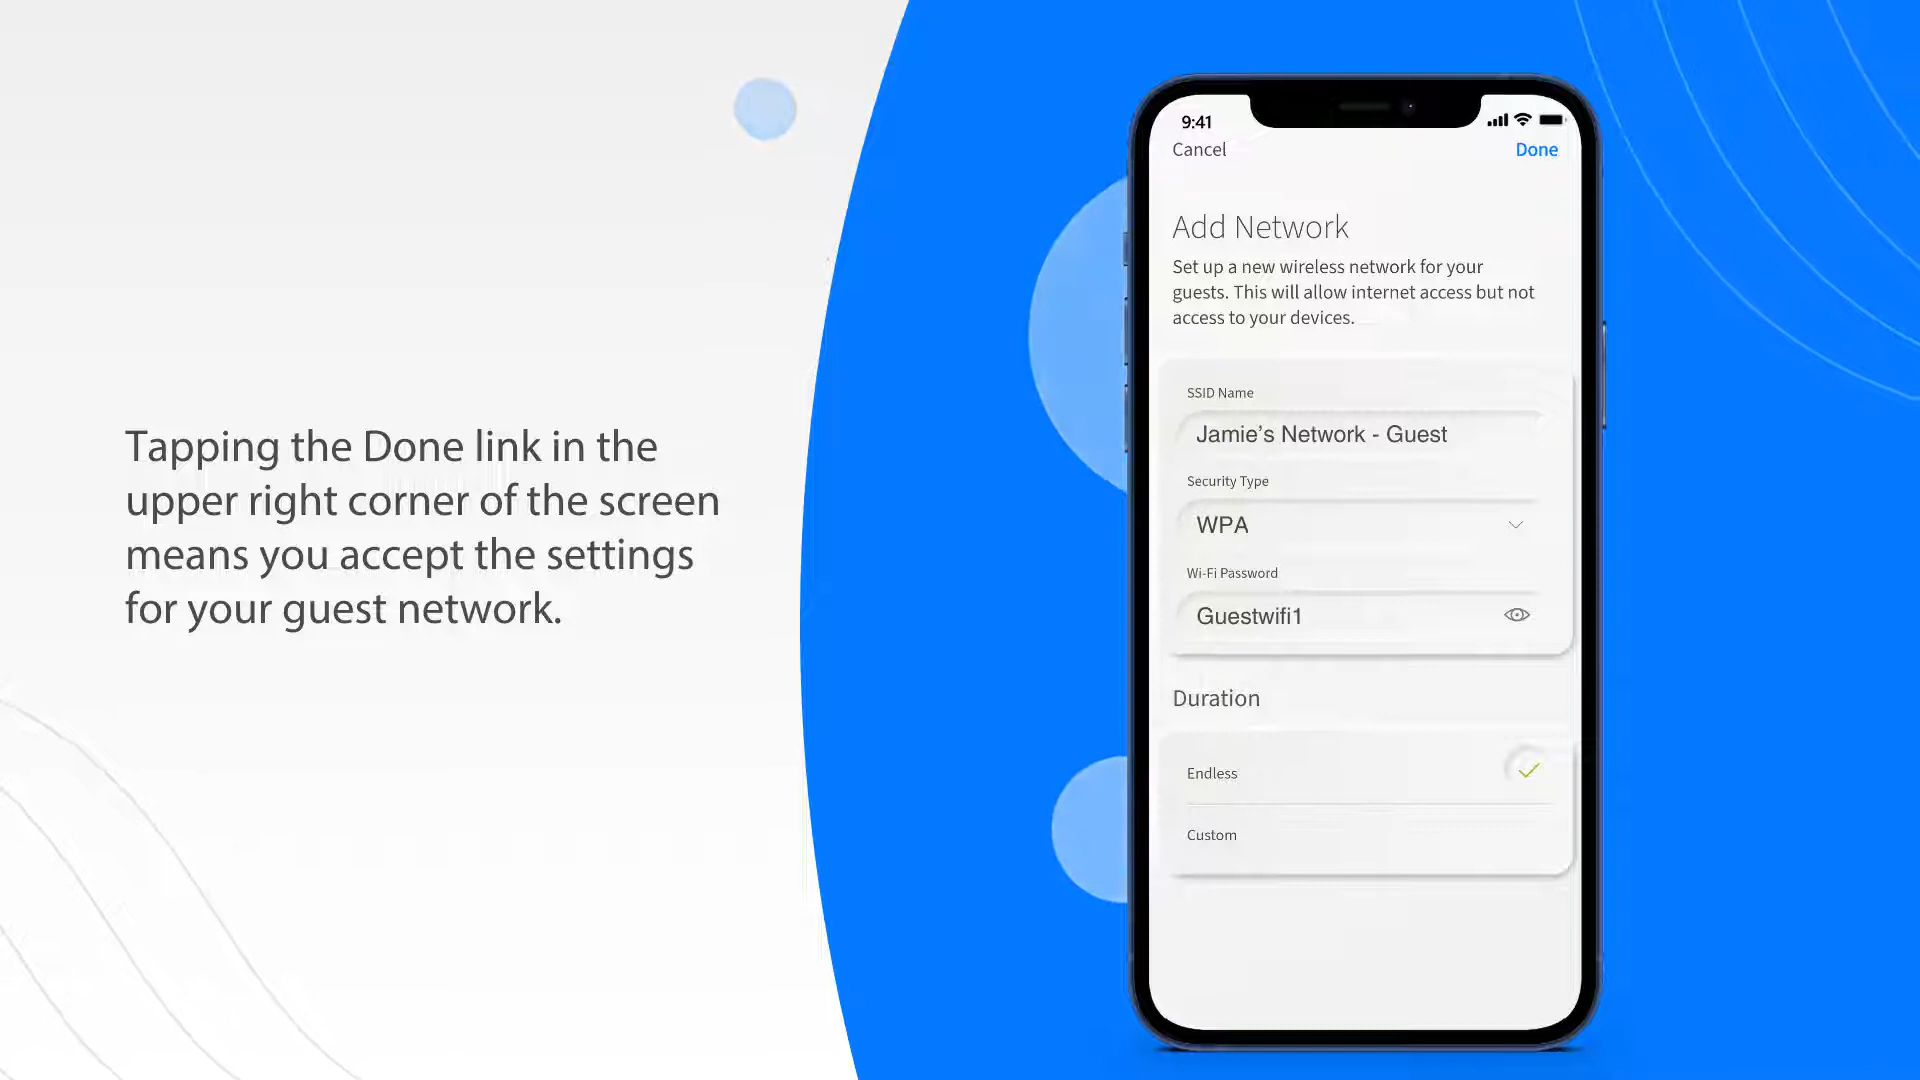 Tapping the Done link in the
upper right corner of the screen
means you accept the settings
for your guest network.
9:41
Cancel
Done
Add Network
Set up a new wireless network for your
guests. This will allow internet access but not
access to your devices.
SSID Name
Jamie’s Network - Guest
Security Type
WPA
Wi-Fi Password
Guestwifi1
Duration
Endless
Custom